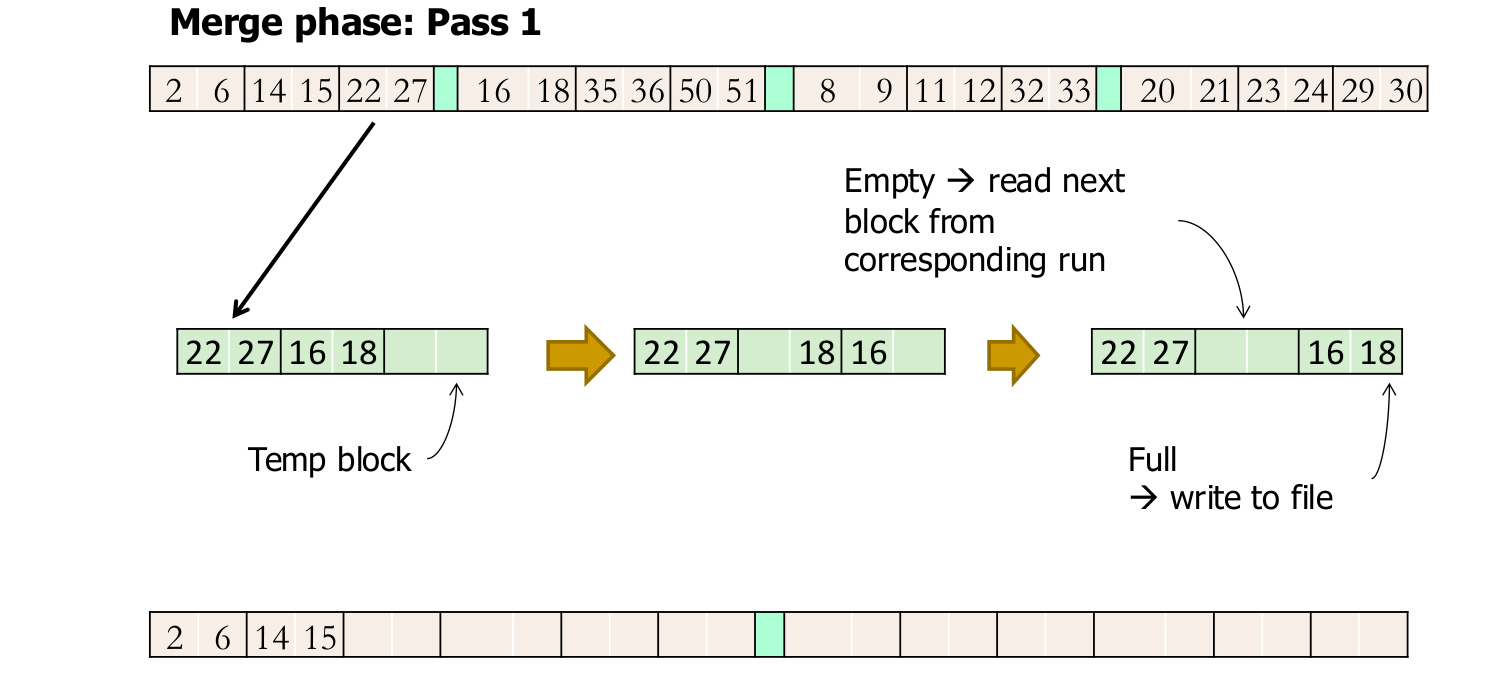 Merge phase: Pass 1
2 6 14 15 22 27 16 18 35 36 50 51 8 9 11 12 32 33 20 21 23 24 29 30
Empty → read next
block from
corresponding run
22 27 16 18
22 27 18 16
22 27 16 18
Temp block
Full
→ write to file
2 6 14 15